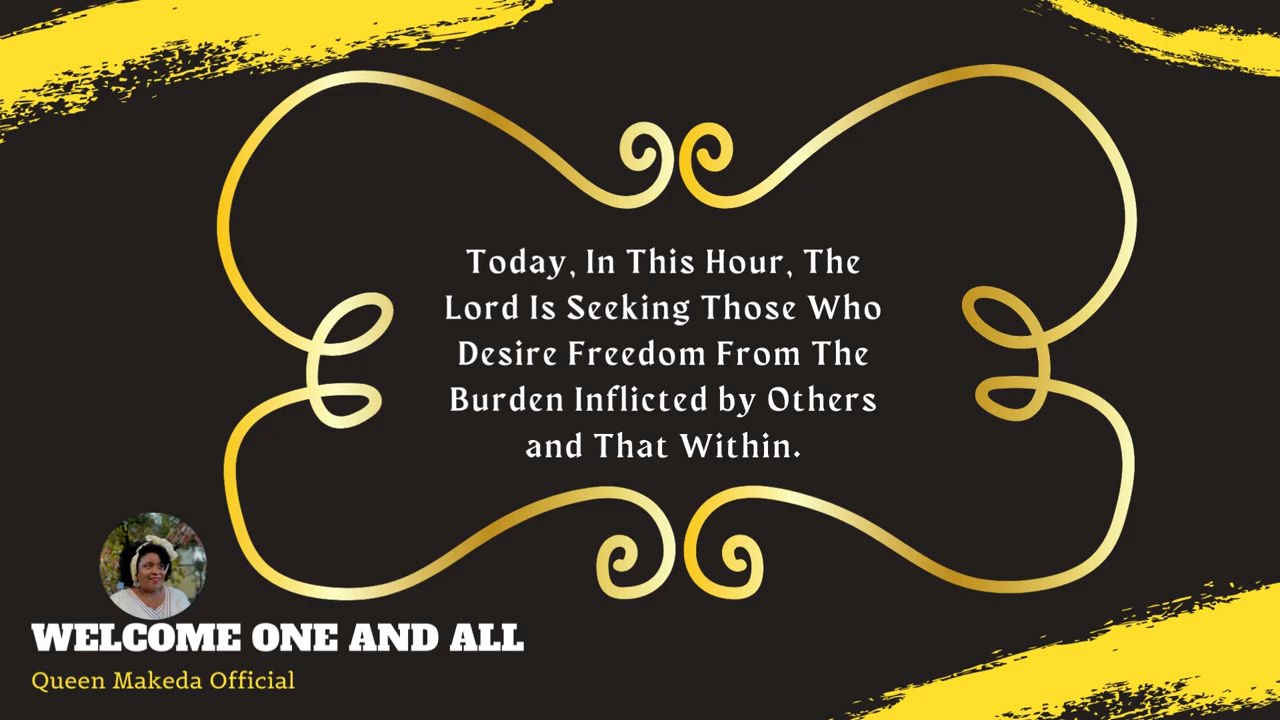 Today, In This Hour, The
Lord Is Seeking Those Who
Desire Freedom From The
Burden Inflicted by Others
and That Within.
WELCOME ONE AND ALL
Queen Makeda Official